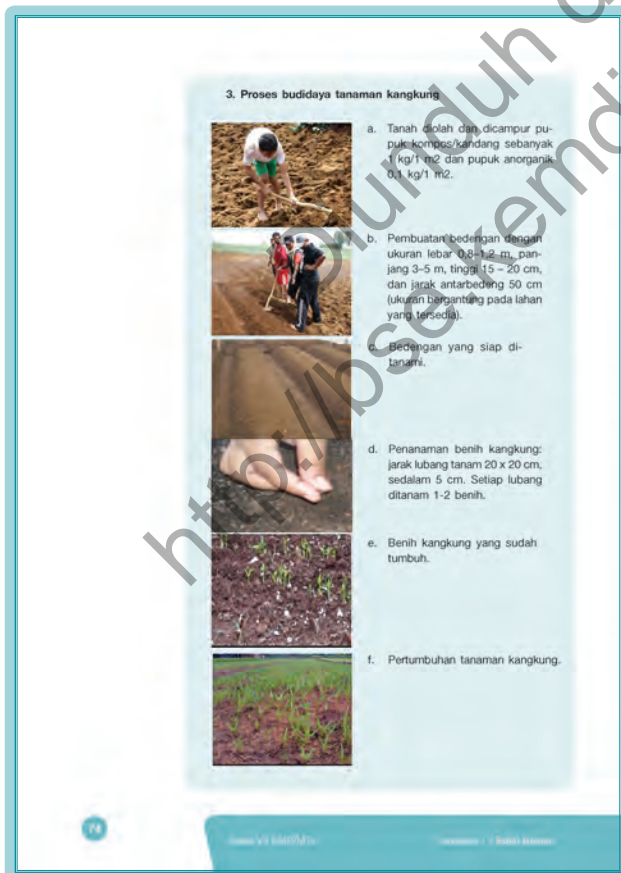 3. Proses budidaya tanaman kangkung
a. Tanah diolah dan dicampur pu-
puk kompos/kandang sebanyak
1 kg/1 m2 dan pupuk anorganik
0,1 kg/1 m2.
b. Pembuatan bedengan dengan
ukuran lebar 0,8–1,2 m, pan-
jang 3–5 m, tinggi 15 – 20 cm,
dan jarak antarbedeng 50 cm
(ukuran bergantung pada lahan
yang tersedia).
c. Bedengan yang siap di-
tanami.
d. Penanaman benih kangkung:
jarak lubang tanam 20 x 20 cm,
sedalam 5 cm. Setiap lubang
ditanam 1-2 benih.
e. Benih kangkung yang sudah
tumbuh.
f. Pertumbuhan tanaman kangkung.
74
http://bse.kemdi